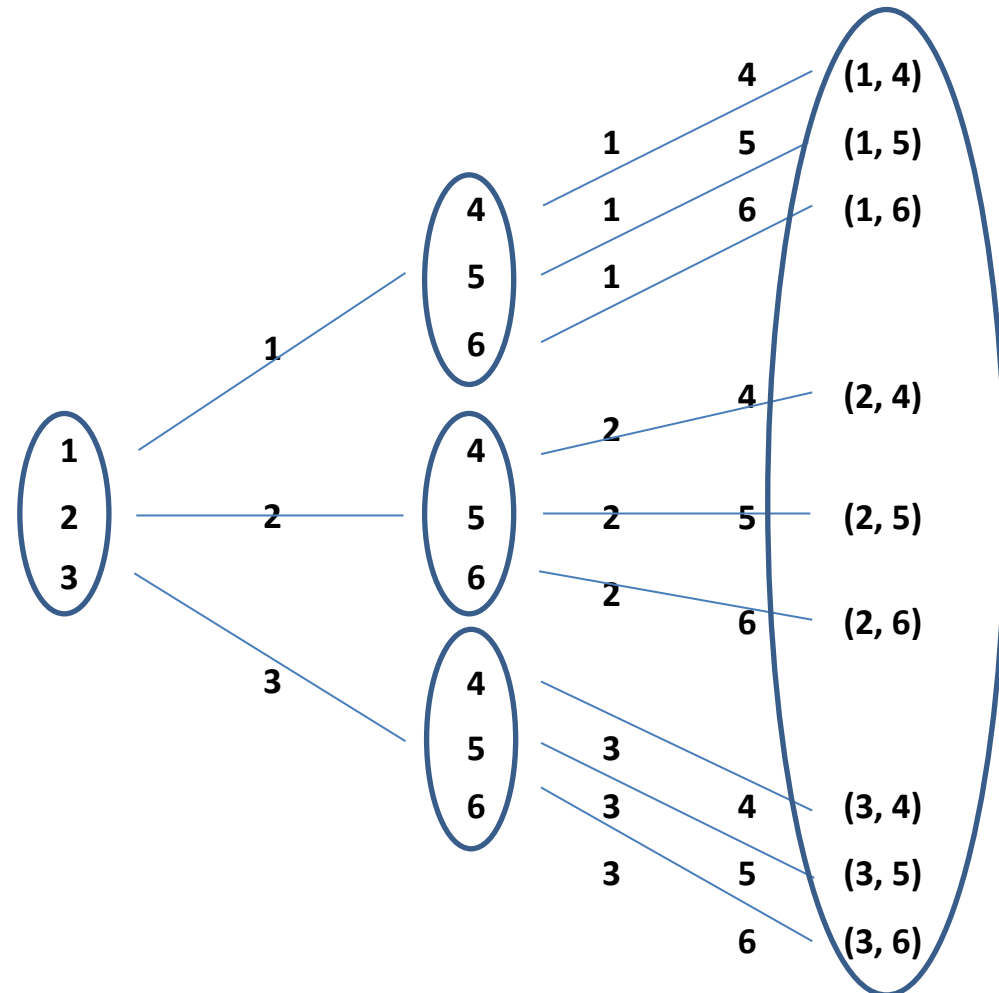 4 (1, 4)
1 5 (1, 5)
4 1 6 (1, 6)
5 1
6
1
4 (2, 4)
2
1 4
2 2 5 2 5 (2, 5)
3 6
2
6 (2, 6)
3 4
5 3
6 3 4 (3, 4)
3 5 (3, 5)
6 (3, 6)